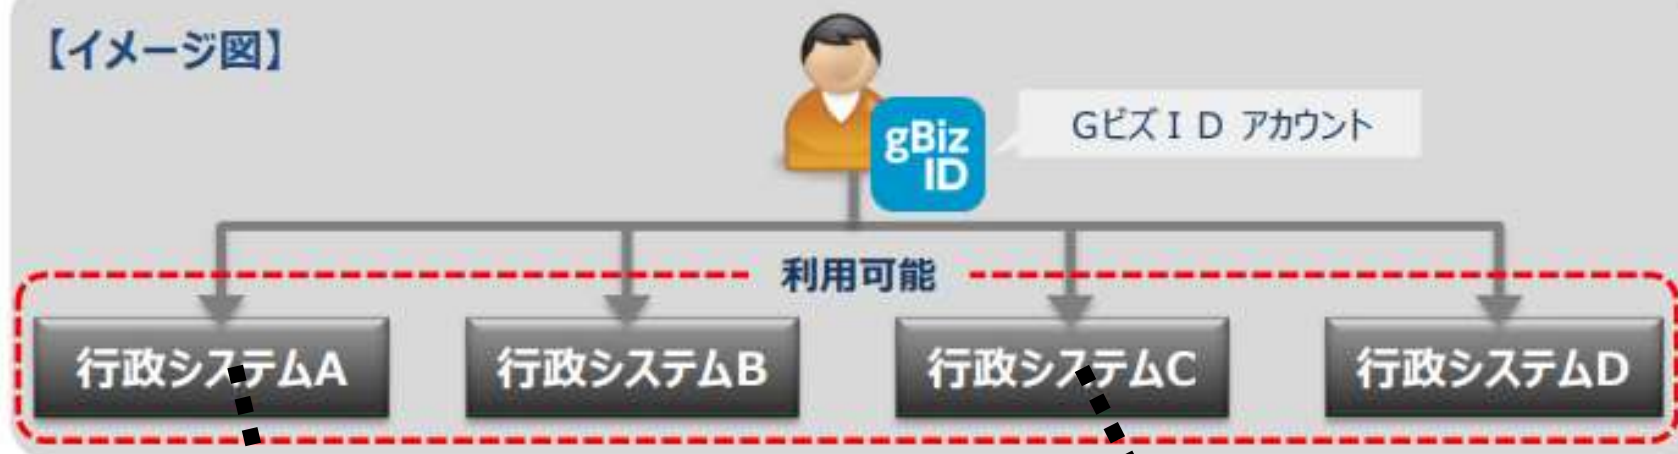 【イメージ図】
gBiz
ID
GビズＩＤ アカウント
利用可能
行政システムA
行政システムB
行政システムC
行政システムD